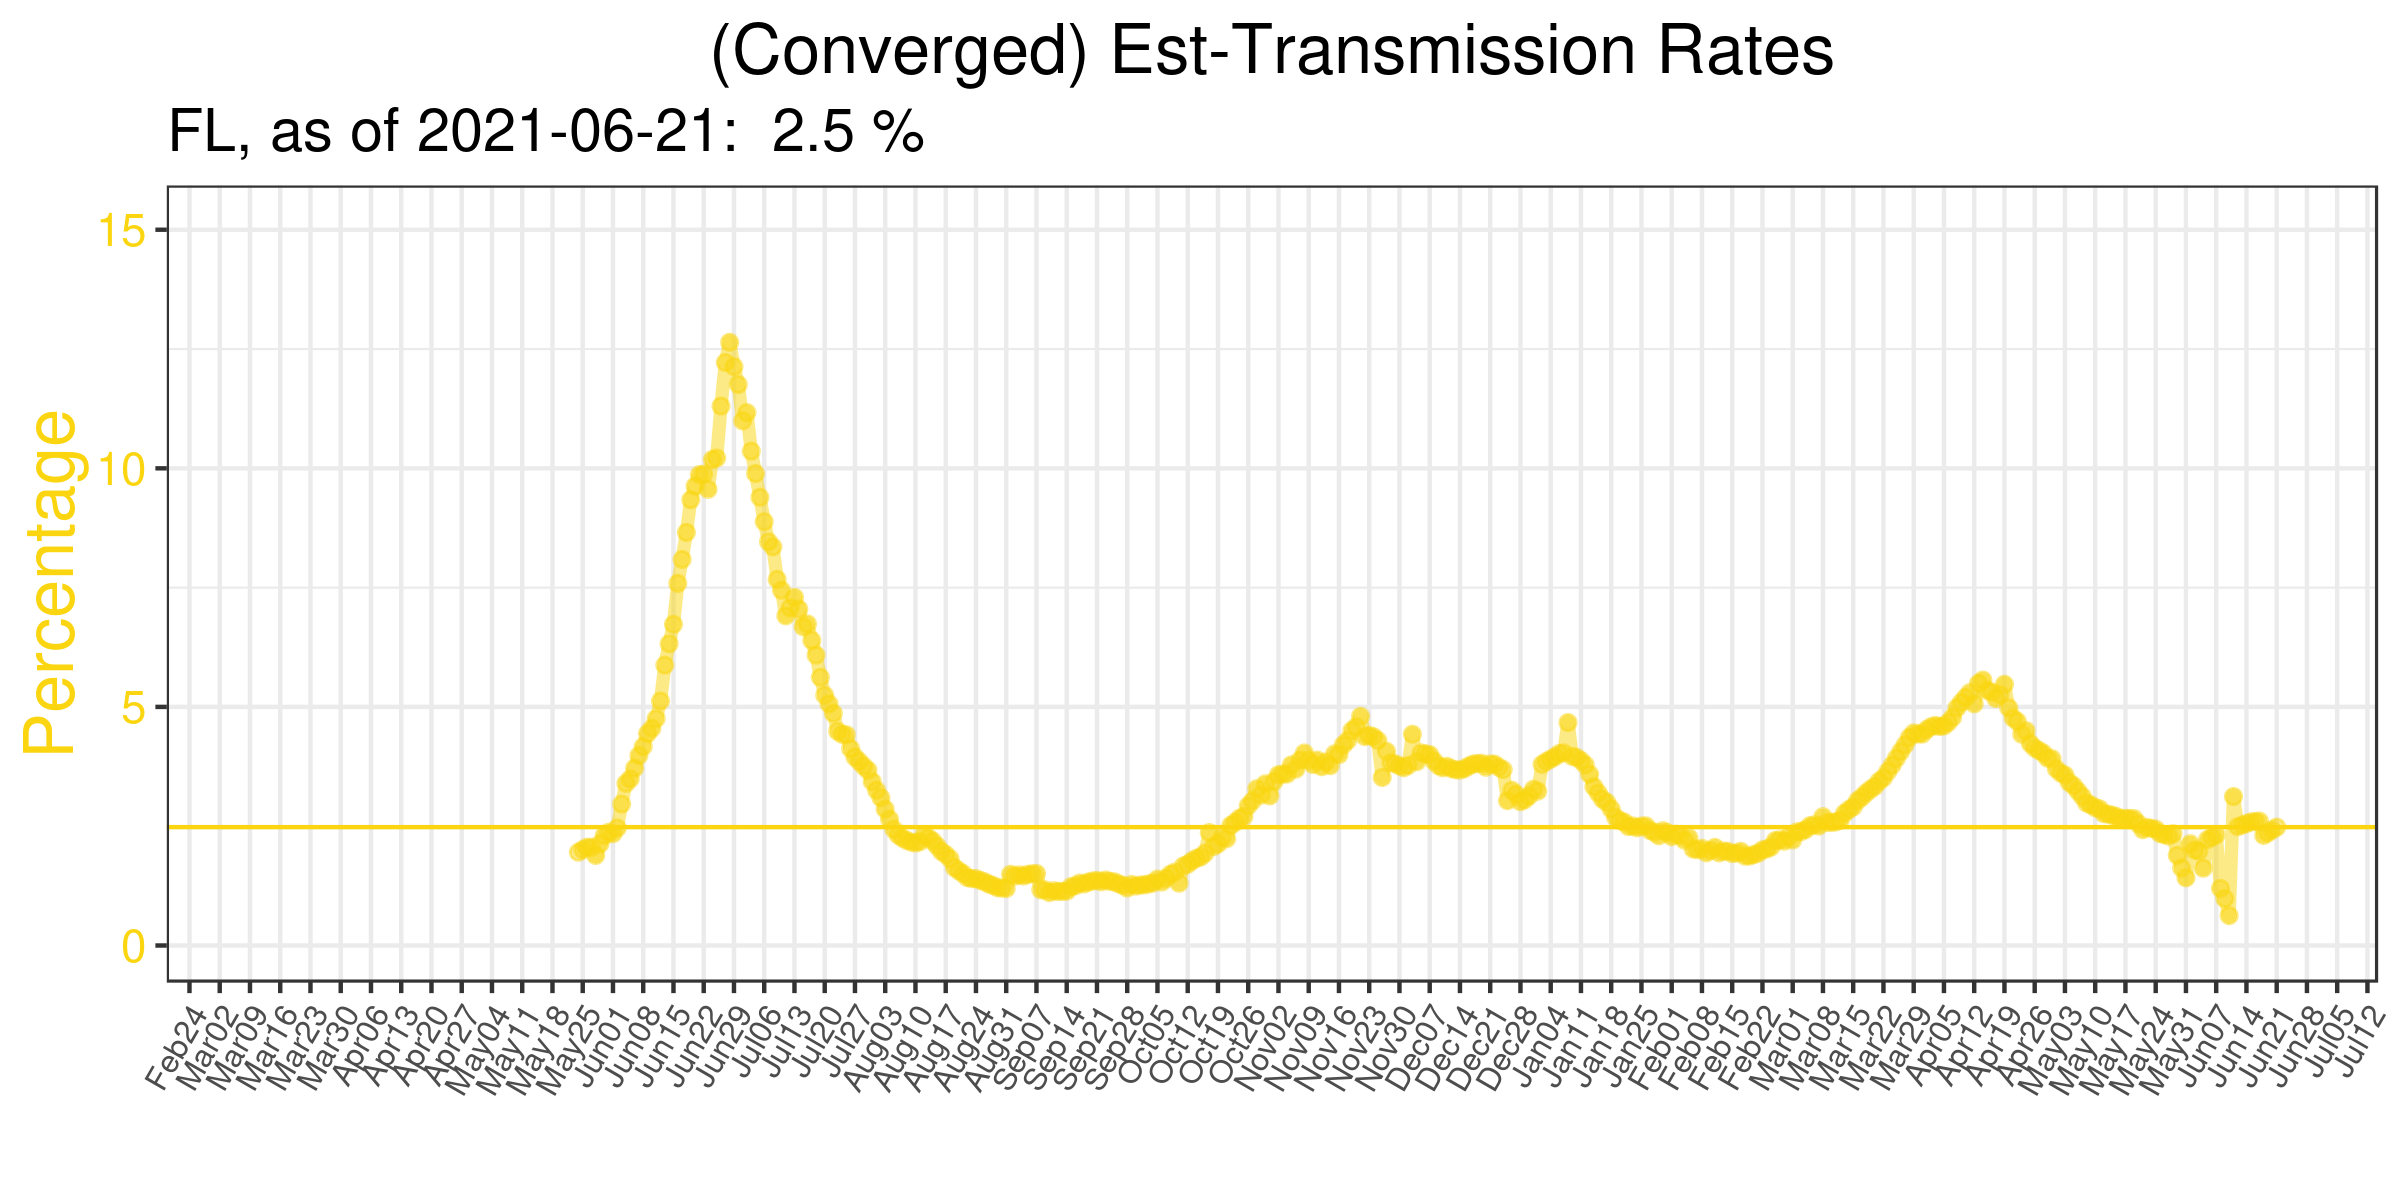 (Converged) Est-Transmission Rates
FL, as of 2021-06-21: 2.5 %
Percentage
15
10
5
0
Feb24
Mar02
Mar09
Mar16
Mar23
Mar30
Apr06
Apr13
Apr20
Apr27
May04
May11
May18
May25
Jun01
Jun08
Jun15
Jun22
Jun29
Jul06
Jul13
Jul20
Jul27
Aug03
Aug10
Aug17
Aug24
Aug31
Sep07
Sep14
Sep21
Sep28
Oct05
Oct12
Oct19
Oct26
Nov02
Nov09
Nov16
Nov23
Nov30
Dec07
Dec14
Dec21
Dec28
Jan04
Jan11
Jan18
Jan25
Feb01
Feb08
Feb15
Feb22
Mar01
Mar08
Mar15
Mar22
Mar29
Apr05
Apr12
Apr19
Apr26
May03
May10
May17
May24
May31
Jun07
Jun14
Jun21
Jun28
Jul05
Jul12